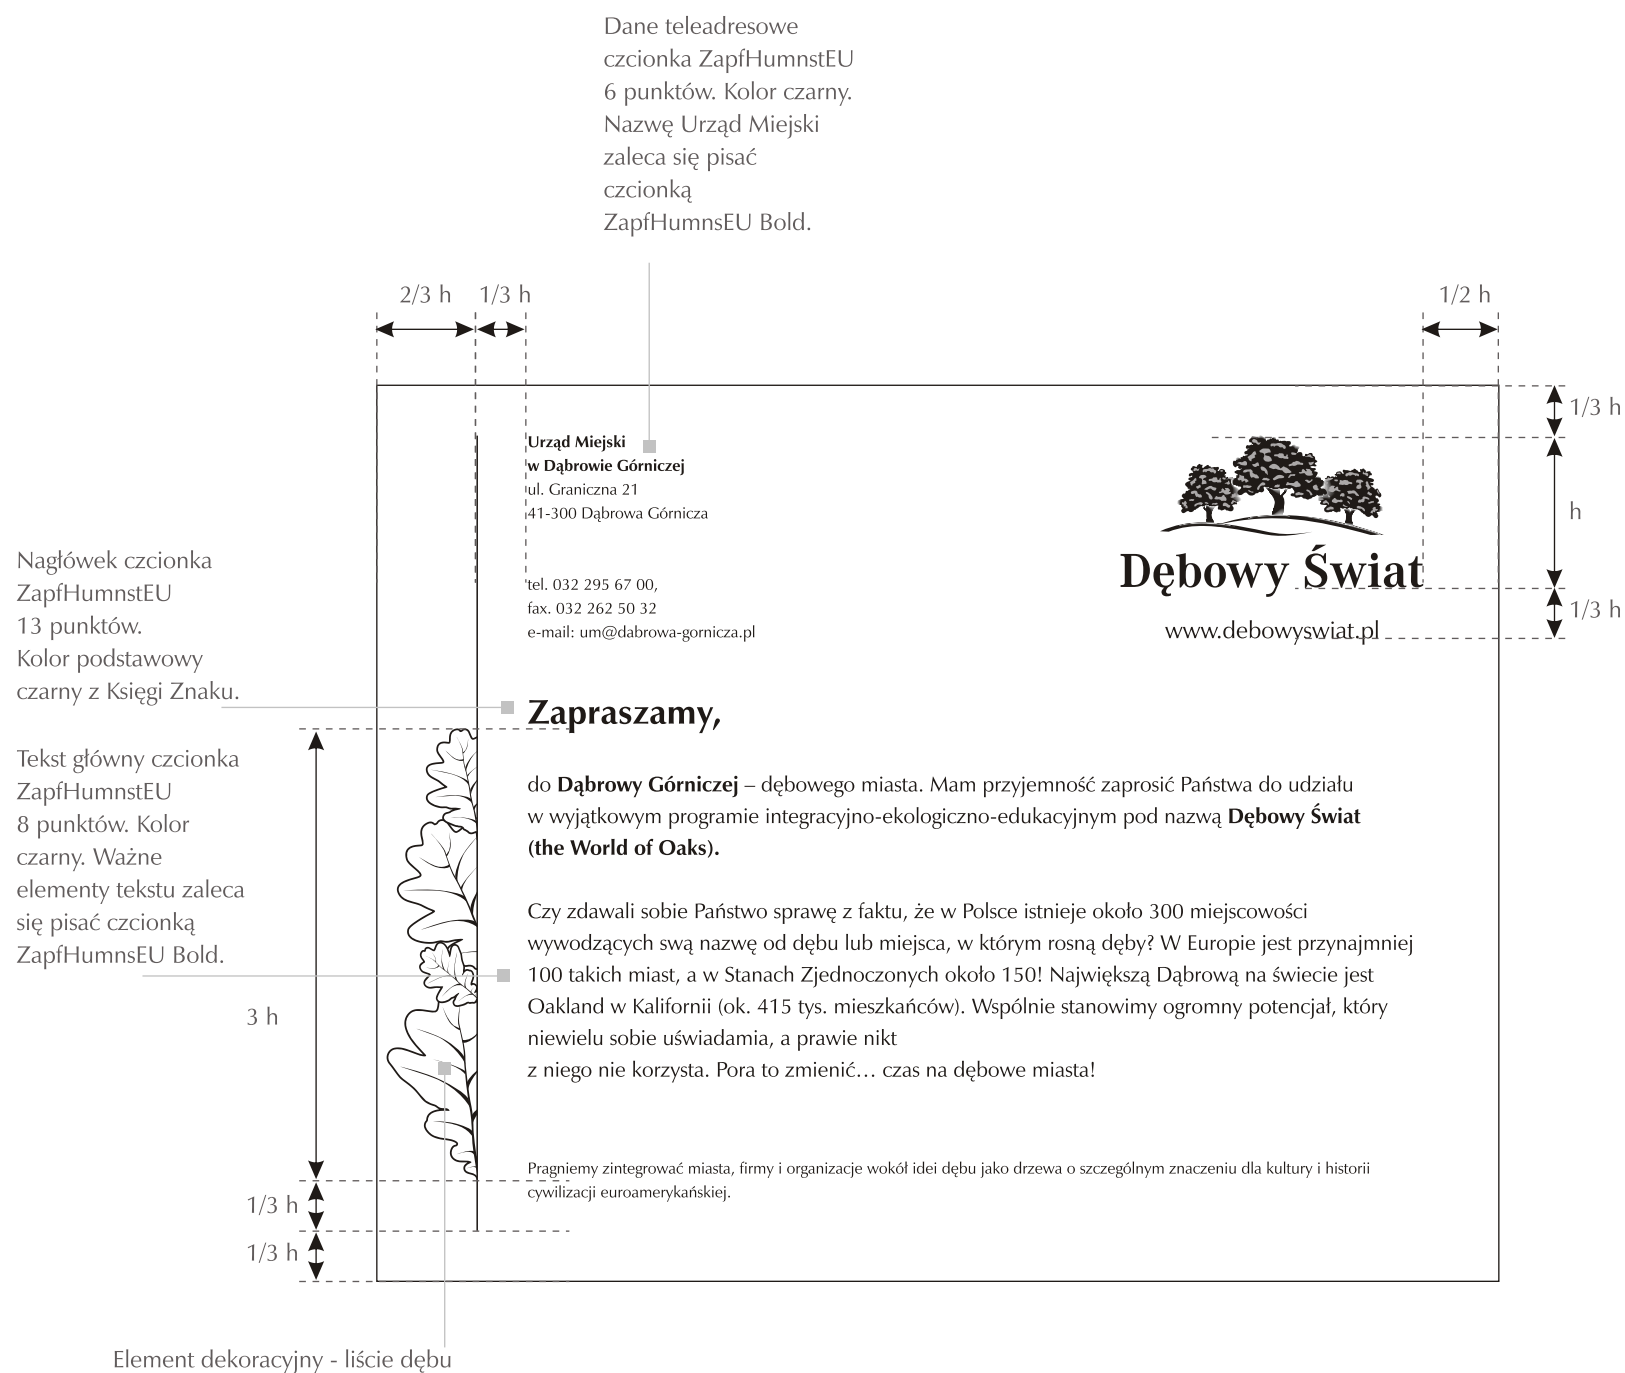 Dane teleadresowe
czcionka ZapfHumnstEU
6 punktów. Kolor czarny.
Nazwę Urząd Miejski
zaleca się pisać
czcionką
ZapfHumnsEU Bold.
2/3 h
1/3 h
1/2 h
1/3 h
h
1/3 h
Urząd Miejski
w Dąbrowie Górniczej
ul. Graniczna 21
41-300 Dąbrowa Górnicza
tel. 032 295 67 00,
fax. 032 262 50 32
e-mail: um@dabrowa-gornicza.pl
Dębowy Świat
www.debowyswiat.pl
Nagłówek czcionka
ZapfHumnstEU
13 punktów.
Kolor podstawowy
czarny z Księgi Znaku.
Tekst główny czcionka
ZapfHumnstEU
8 punktów. Kolor
czarny. Ważne
elementy tekstu zaleca
się pisać czcionką
ZapfHumnsEU Bold.
3 h
1/3 h
1/3 h
Zapraszamy,
do Dąbrowy Górniczej – dębowego miasta. Mam przyjemność zaprosić Państwa do udziału
w wyjątkowym programie integracyjno-ekologiczno-edukacyjnym pod nazwą Dębowy Świat
(the World of Oaks).
Czy zdawali sobie Państwo sprawę z faktu, że w Polsce istnieje około 300 miejscowości
wywodzących swą nazwę od dębu lub miejsca, w którym rosną dęby? W Europie jest przynajmniej
100 takich miast, a w Stanach Zjednoczonych około 150! Największą Dąbrową na świecie jest
Oakland w Kalifornii (ok. 415 tys. mieszkańców). Wspólnie stanowimy ogromny potencjał, który
niewielu sobie uświadamia, a prawie nikt
z niego nie korzysta. Pora to zmienić… czas na dębowe miasta!
Pragniemy zintegrować miasta, firmy i organizacje wokół idei dębu jako drzewa o szczególnym znaczeniu dla kultury i historii
cywilizacji euroamerykańskiej.
Element dekoracyjny - liście dębu